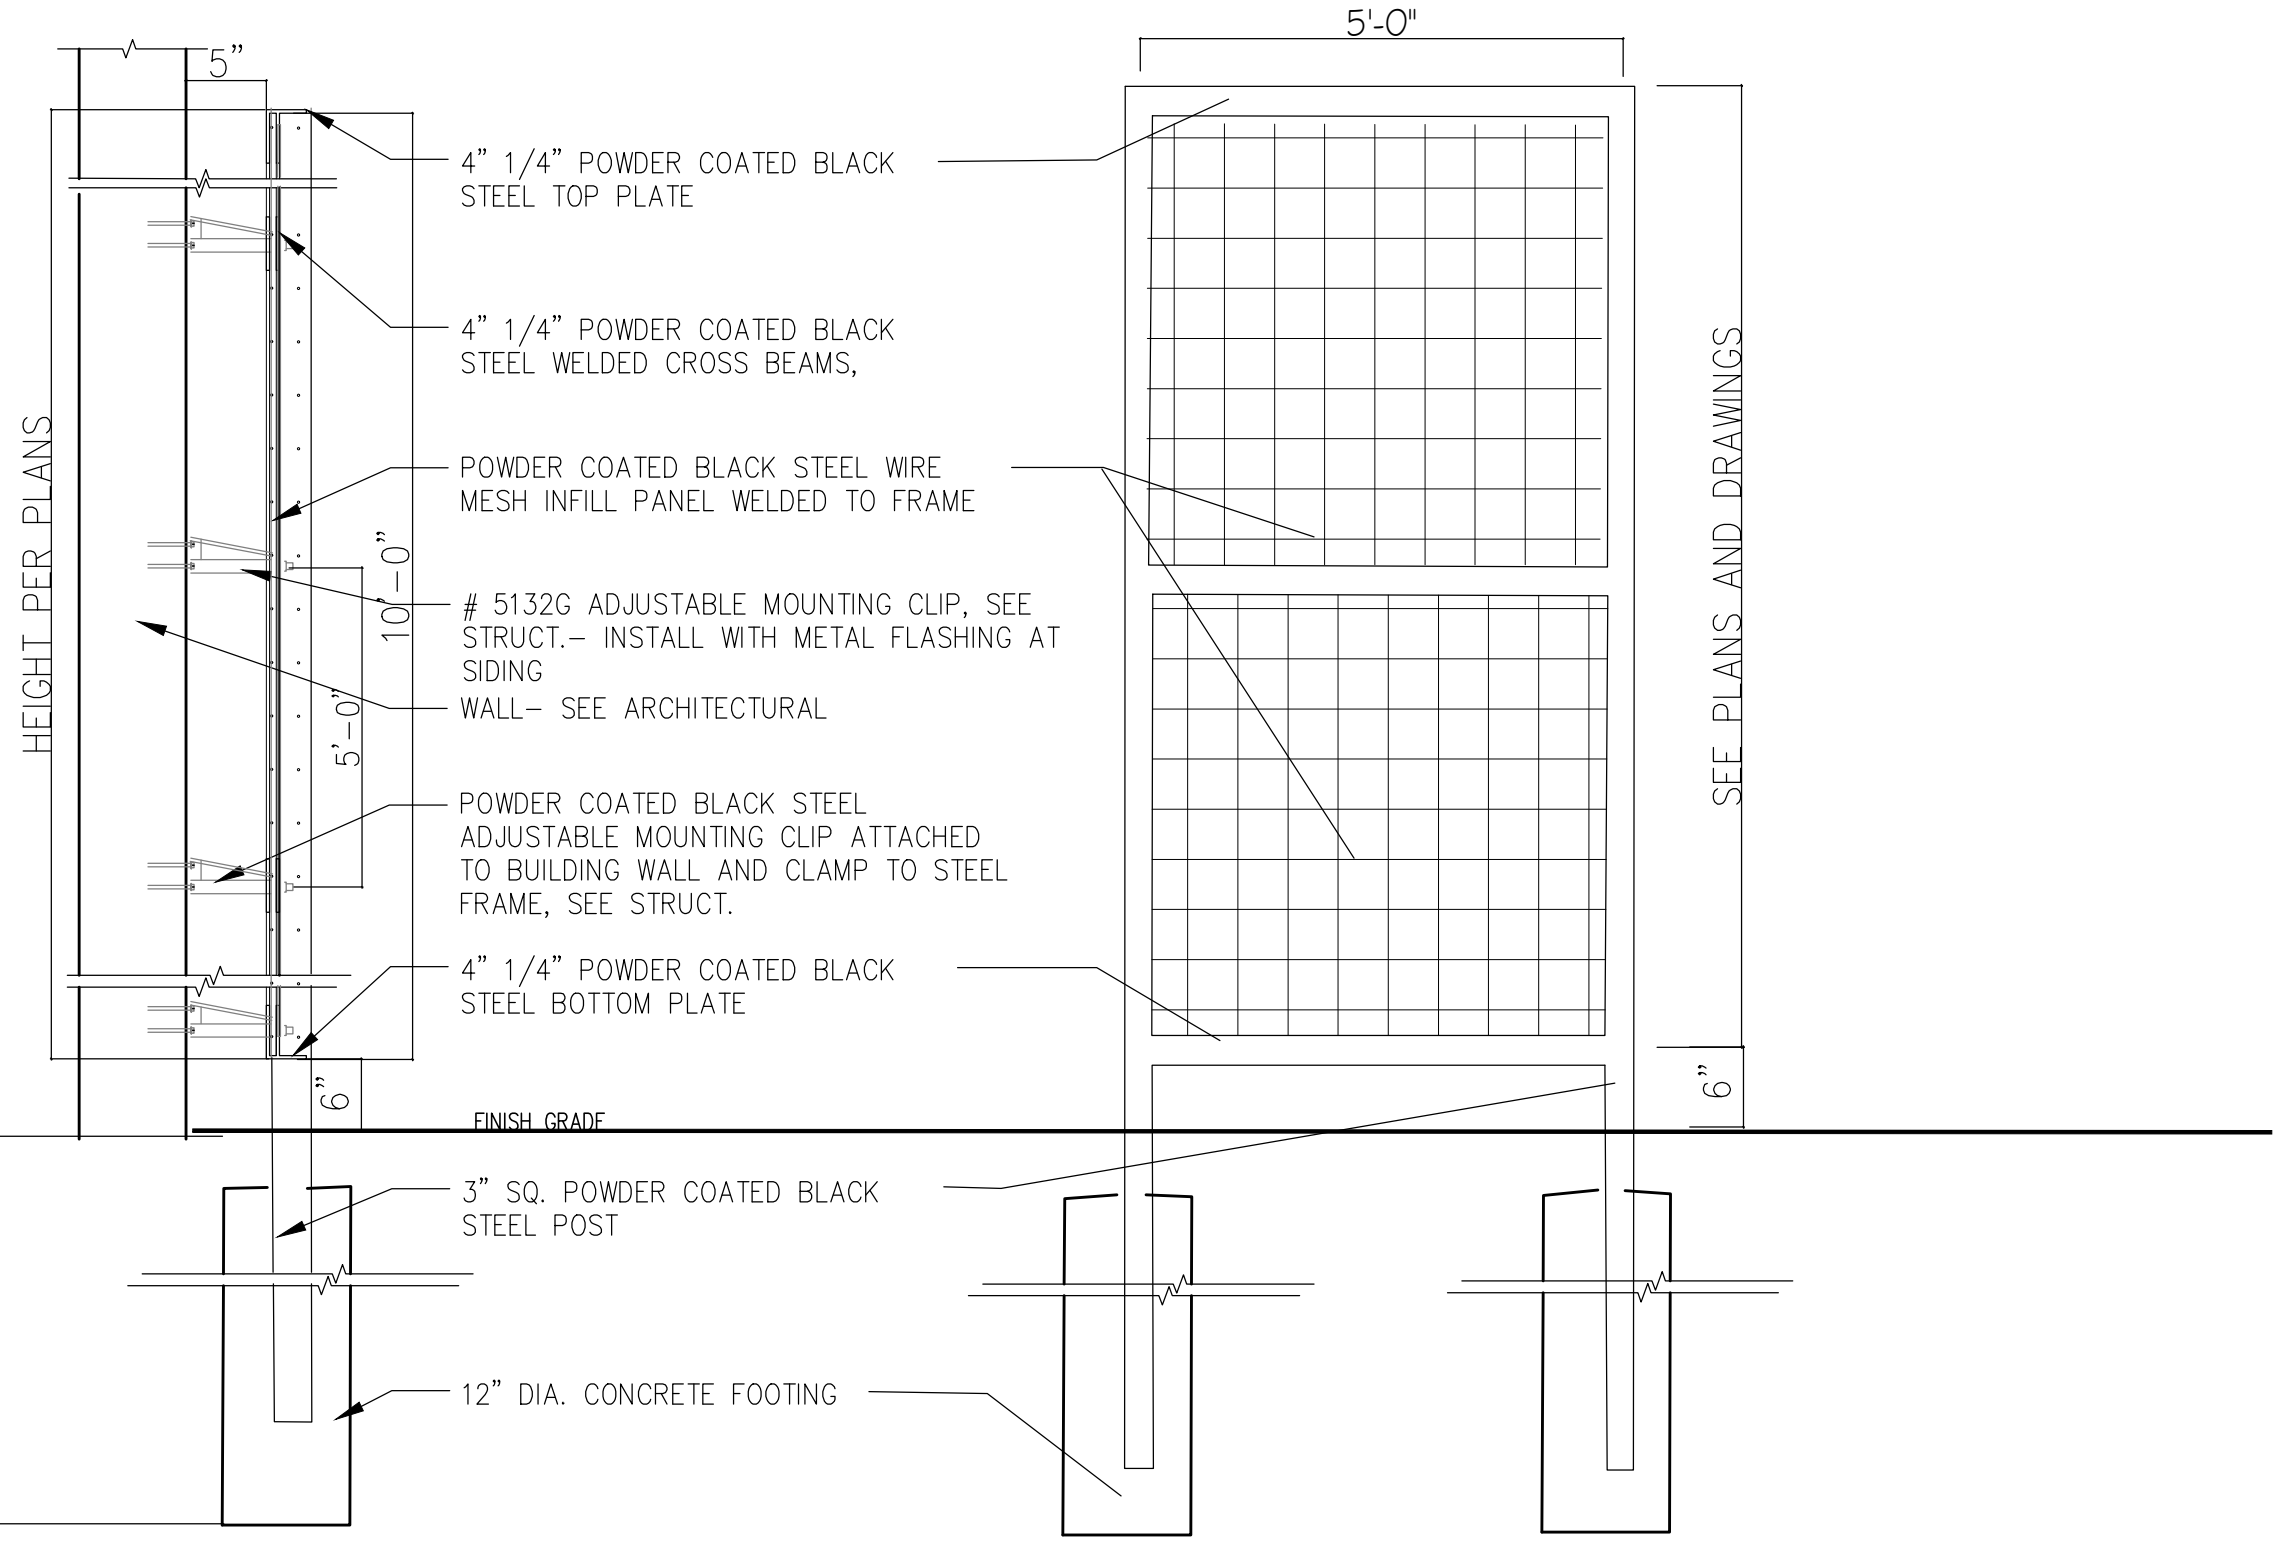 5'-0"
5”
4” 1/4” POWDER COATED BLACK
STEEL TOP PLATE
4” 1/4” POWDER COATED BLACK
STEEL WELDED CROSS BEAMS,
POWDER COATED BLACK STEEL WIRE
MESH INFILL PANEL WELDED TO FRAME
# 5132G ADJUSTABLE MOUNTING CLIP, SEE
STRUCT.– INSTALL WITH METAL FLASHING AT
SIDING
WALL– SEE ARCHITECTURAL
POWDER COATED BLACK STEEL
ADJUSTABLE MOUNTING CLIP ATTACHED
TO BUILDING WALL AND CLAMP TO STEEL
FRAME, SEE STRUCT.
4” 1/4” POWDER COATED BLACK
STEEL BOTTOM PLATE
HEIGHT PER PLANS
10’–0”
5’–0”
6”
SEE PLANS AND DRAWINGS
6”
FINISH GRADE
3” SQ. POWDER COATED BLACK
STEEL POST
12” DIA. CONCRETE FOOTING